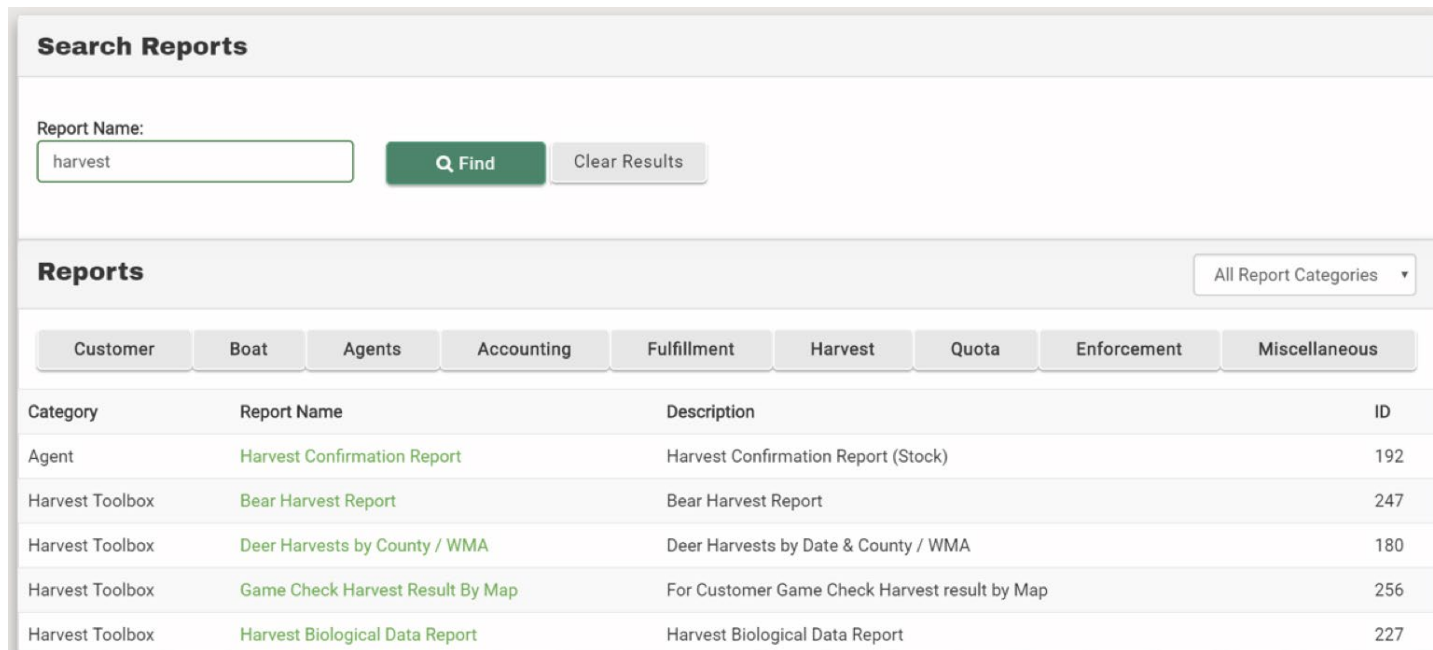 Search Reports
Report Name:
harvest
Find
Clear Results
Reports
All Report Categories
Customer Boat Agents Accounting Fulfillment Harvest Quota Enforcement Miscellaneous
Category Report Name Description ID
Agent Harvest Confirmation Report Harvest Confirmation Report (Stock) 192
Harvest Toolbox Bear Harvest Report Bear Harvest Report 247
Harvest Toolbox Deer Harvests by County / WMA Deer Harvests by Date & County / WMA 180
Harvest Toolbox Game Check Harvest Result By Map For Customer Game Check Harvest result by Map 256
Harvest Toolbox Harvest Biological Data Report Harvest Biological Data Report 227